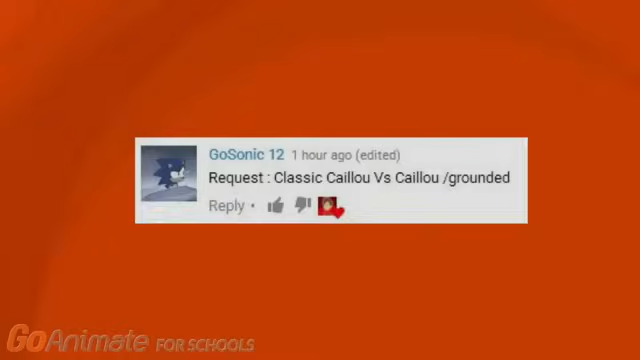 GoSonic 12 1 hour ago (edited)
Request : Classic Caillou Vs Caillou /grounded
Reply •
GoAnimate FOR SCHOOLS